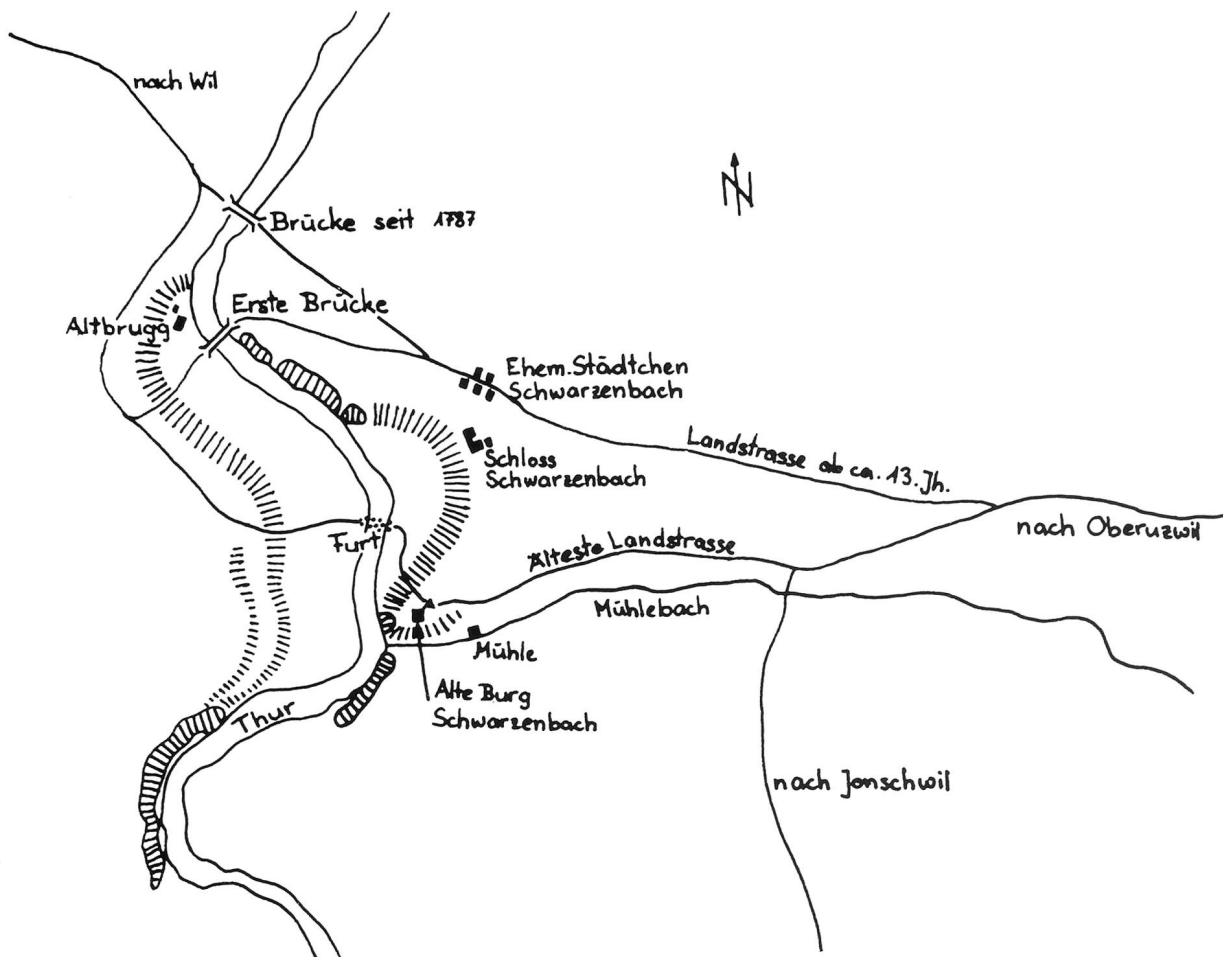 nach Wil
N
Brücke seit 1787
Erste Brücke
Altbrugg
Ehem. Städtchen
Schwarzenbach
Landstrasse ab ca. 13. Jh.
Schloss
Schwarzenbach
nach Oberuzwil
Furt
Älteste Landstrasse
Mühlebach
Mühle
Alte Burg
Schwarzenbach
Thur
nach Jonschwil